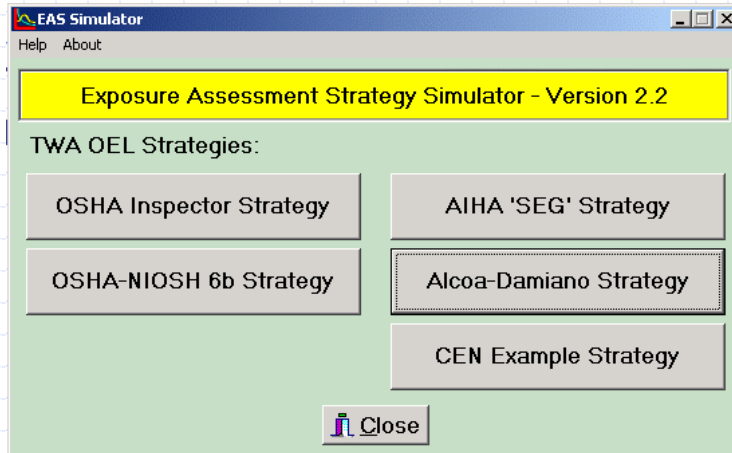 EAS Simulator
Help About
Exposure Assessment Strategy Simulator - Version 2.2
TWA OEL Strategies:
OSHA Inspector Strategy
AIHA 'SEG' Strategy
OSHA-NIOSH 6b Strategy
Alcoa-Damiano Strategy
CEN Example Strategy
Close